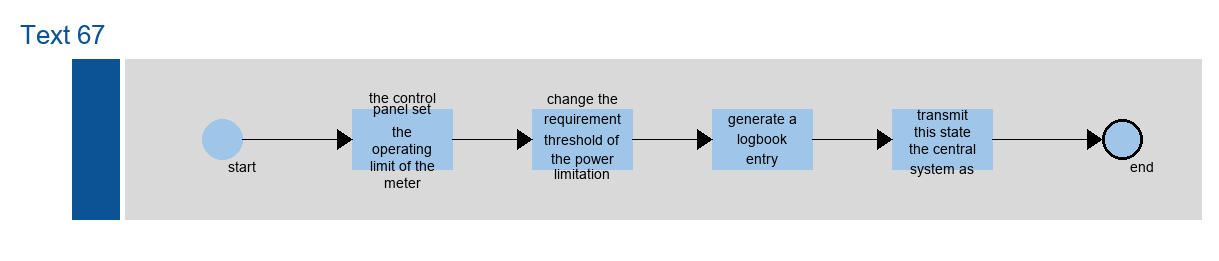 Text 67
start
the control
panel set
the
operating
limit of the
meter
change the
requirement
threshold of
the power
limitation
generate a
logbook
entry
transmit
this state
the central
system as
end